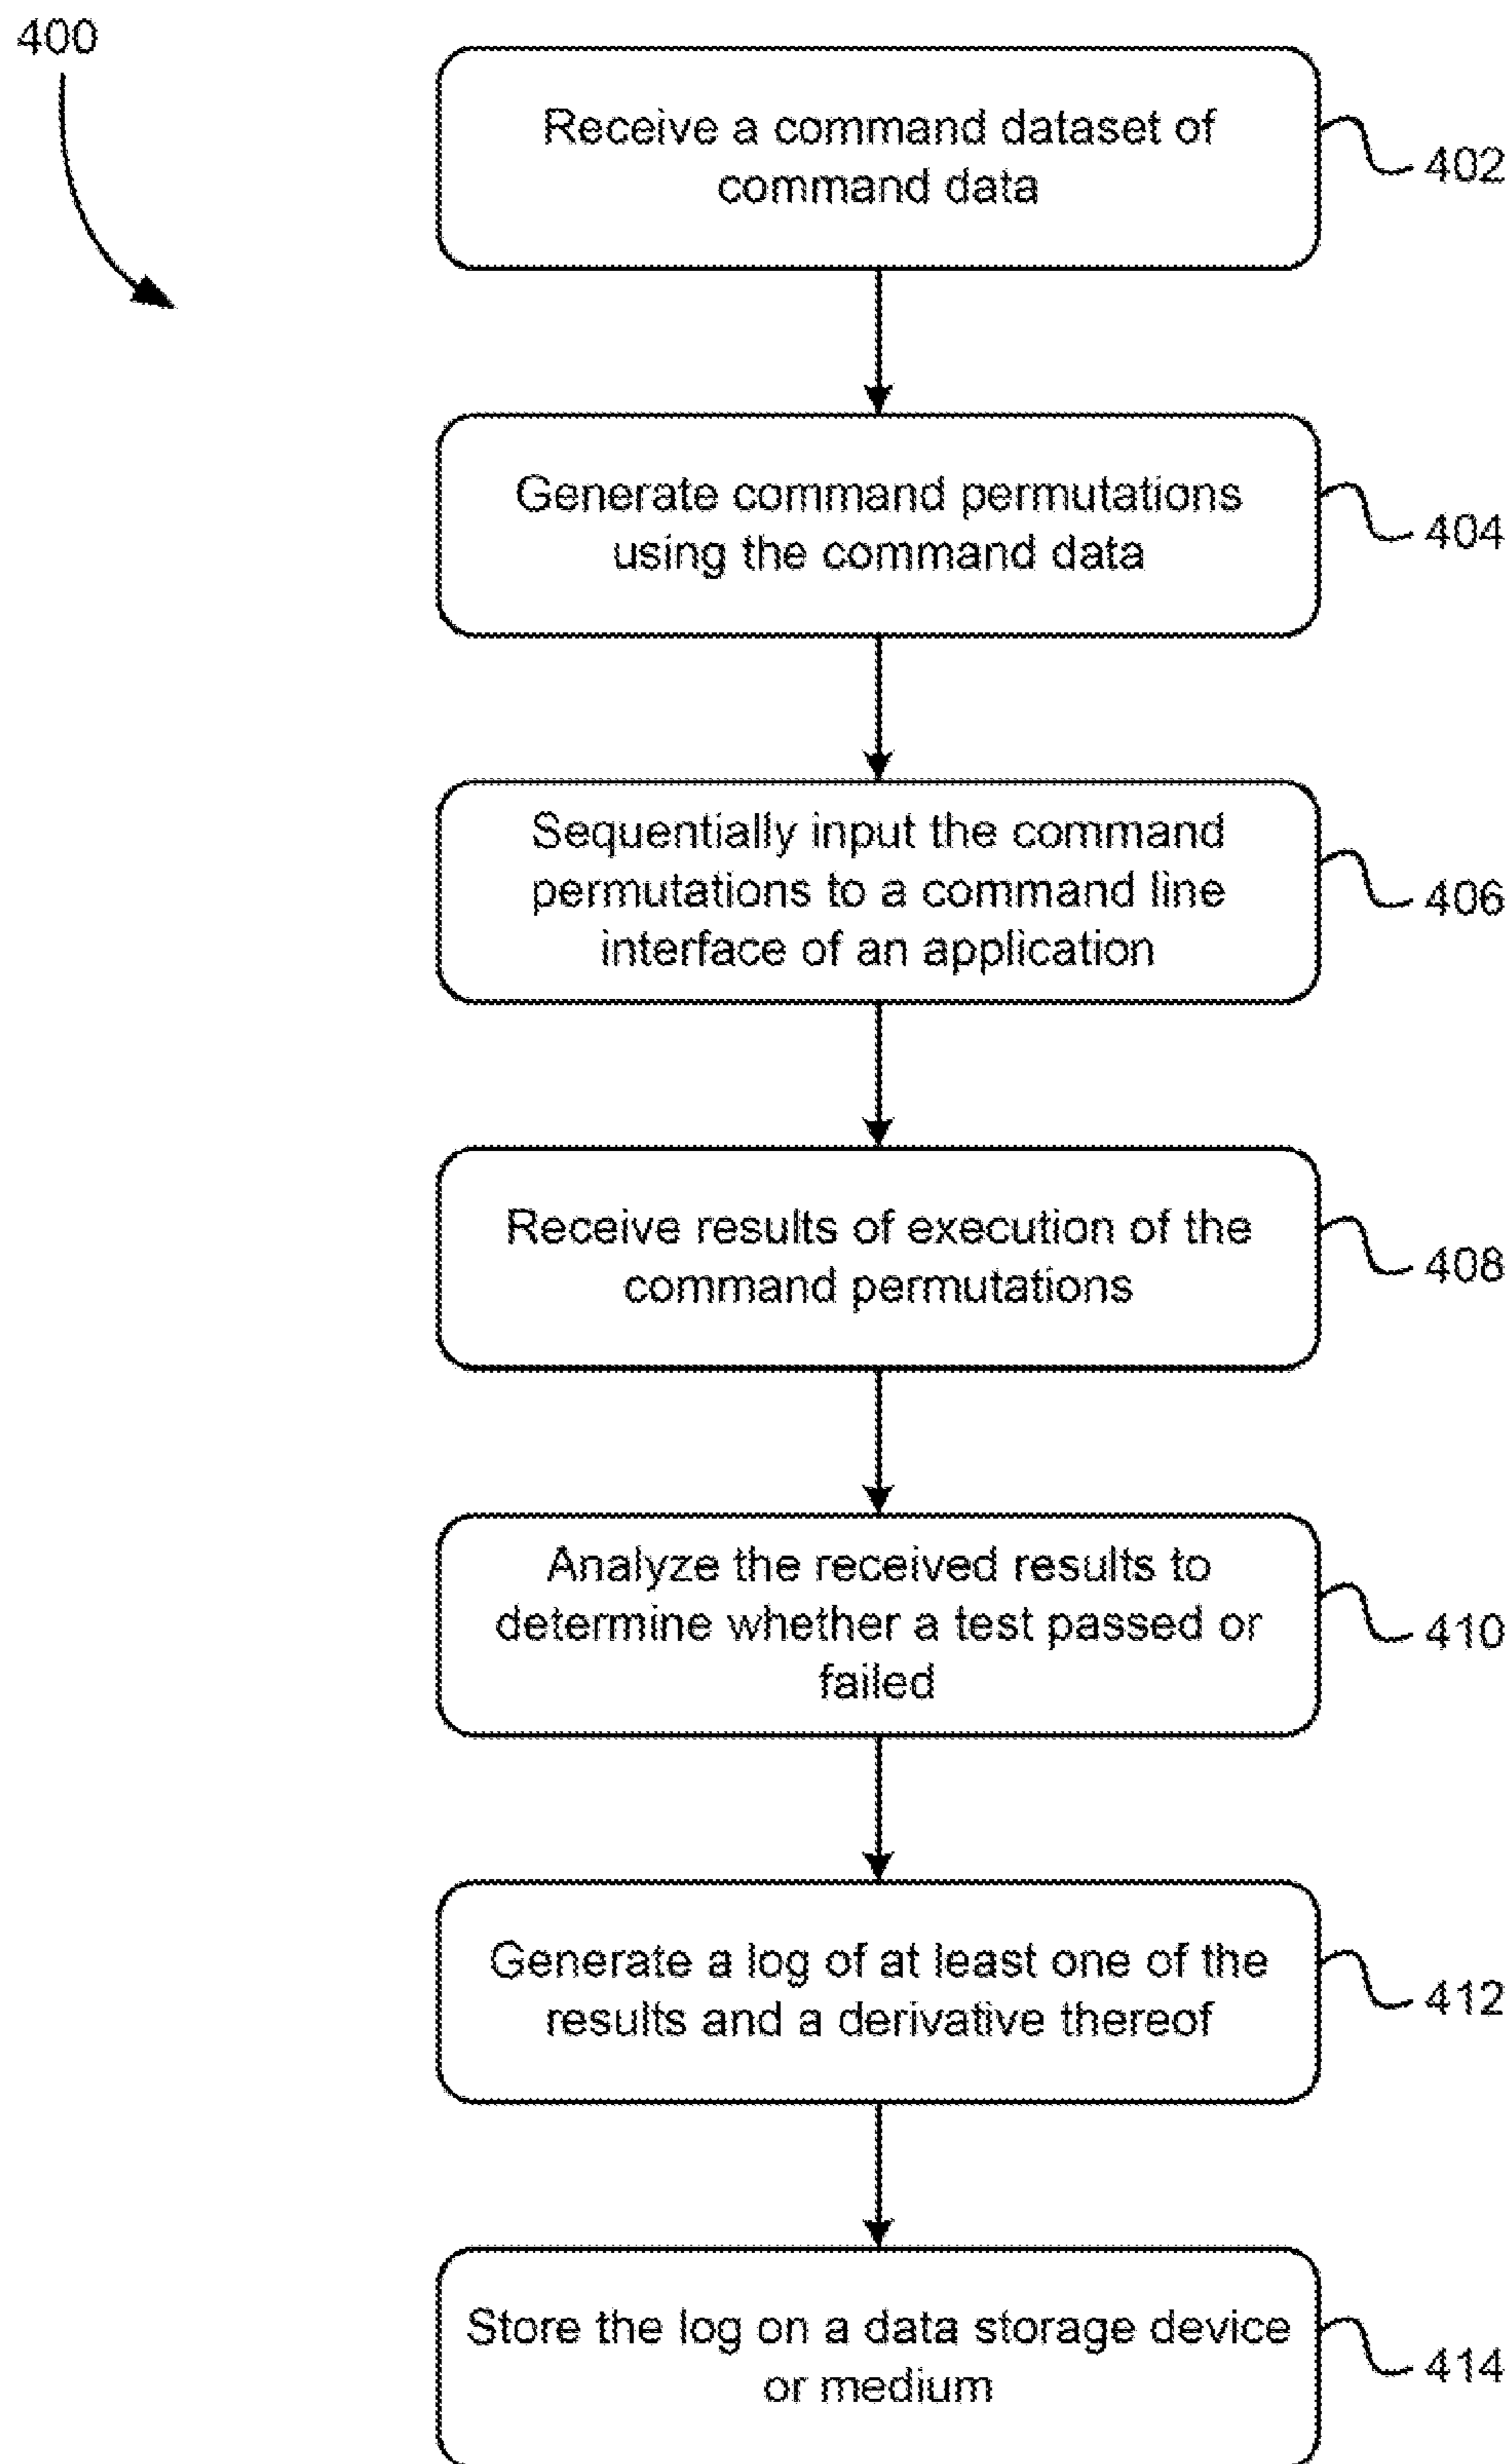 400
Receive a command dataset of
command data
402
Generate command permutations
using the command data
404
Sequentially input the command
permutations to a command line
interface of an application
406
Receive results of execution of the
command permutations
408
Analyze the received results to
determine whether a test passed or
failed
410
Generate a log of at least one of the
results and a derivative thereof
412
Store the log on a data storage device
or medium
414